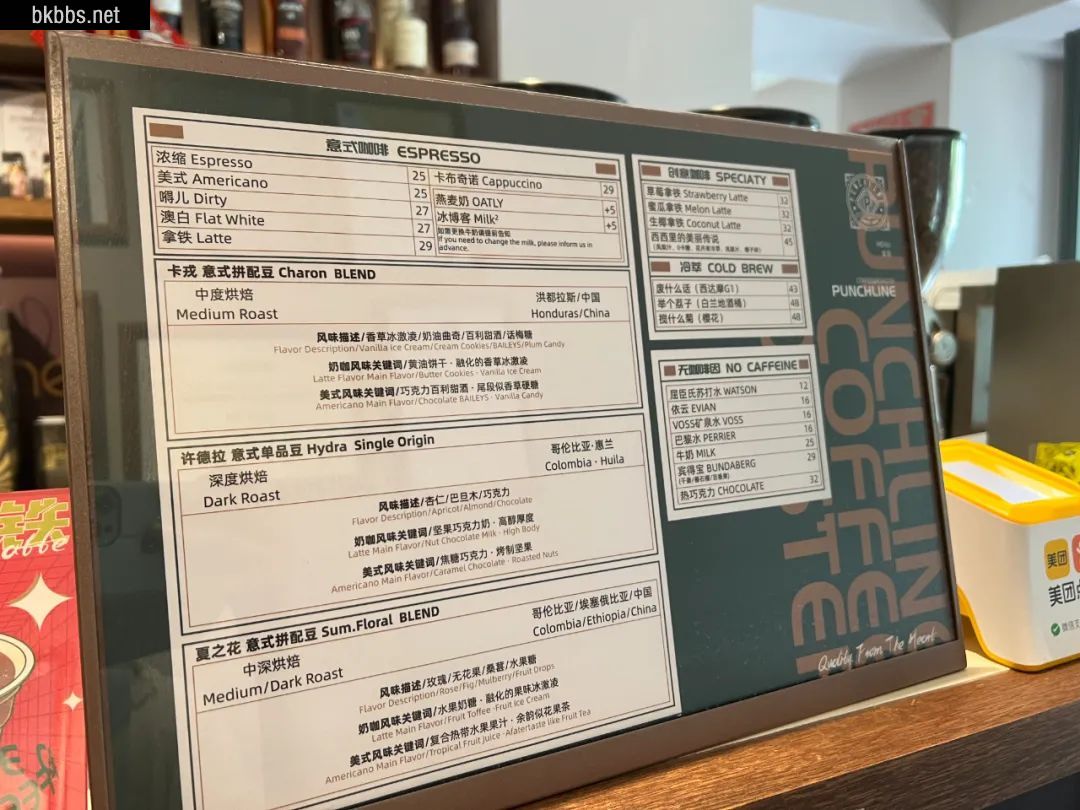 bkbbs.net
意式咖啡 ESPRESSO
浓缩 Espresso 25
美式 Americano 25
嘚儿 Dirty 27
澳白 Flat White 27
拿铁 Latte 29
卡布奇诺 Cappuccino 29
燕麦奶 OATLY +5
冰博客 Milk² +5
如需更换牛奶请提前告知
If you need to change the milk, please inform us in
advance.
卡戎 意式拼配豆 Charon BLEND
中度烘焙 洪都拉斯/中国
Medium Roast Honduras/China
风味描述/香草冰激凌/奶油曲奇/百利甜酒/话梅糖
Flavor Description/Vanilla Ice Cream/Cream Cookies/BAILEYS/Plum Candy
奶咖风味关键词/黄油饼干 · 融化的香草冰激凌
Latte Flavor Main Flavor/Butter Cookies · Vanilla Ice Cream
美式风味关键词/巧克力百利甜酒 · 尾段似香草硬糖
Americano Main Flavor/Chocolate BAILEYS · Vanilla Candy
许德拉 意式单品豆 Hydra Single Origin
深度烘焙 哥伦比亚·惠兰
Dark Roast Colombia · Huila
风味描述/杏仁/巴旦木/巧克力
Flavor Description/Apricot/Almond/Chocolate
奶咖风味关键词/坚果巧克力奶 · 高醇厚度
Latte Main Flavor/Nut Chocolate Milk · High Body
美式风味关键词/焦糖巧克力 · 烤制坚果
Americano Main Flavor/Caramel Chocolate · Roasted Nuts
夏之花 意式拼配豆 Sum.Floral BLEND
中深烘焙 哥伦比亚/埃塞俄比亚/中国
Medium/Dark Roast Colombia/Ethiopia/China
风味描述/玫瑰/无花果/桑葚/水果糖
Flavor Description/Rose/Fig/Mulberry/Fruit Drops
奶咖风味关键词/水果奶糖 · 融化的果味冰激凌
Latte Main Flavor/Fruit Toffee · Fruit Ice Cream
美式风味关键词/复合热带水果果汁 · 余韵似花果茶
Americano Main Flavor/Tropical Fruit Juice · Afatertaste like Fruit Tea
创意咖啡 SPECIATY
草莓拿铁 Strawberry Latte 32
蜜瓜拿铁 Melon Latte 32
生椰拿铁 Coconut Latte 32
西西里的美丽传说 45
冷萃 COLD BREW
废什么话（西达摩G1） 43
举个荔子（白兰地酒桶） 48
搅什么菊（樱花） 48
无咖啡因 NO CAFFEINE
屈臣氏苏打水 WATSON 12
依云 EVIAN 16
VOSS矿泉水 VOSS 16
巴黎水 PERRIER 16
牛奶 MILK 25
宾得宝 BUNDABERG 29
热巧克力 CHOCOLATE 32
PUNCHLINE
PUNCHLINE
COFFEE
Quality From The Heart
铁
美团
美团